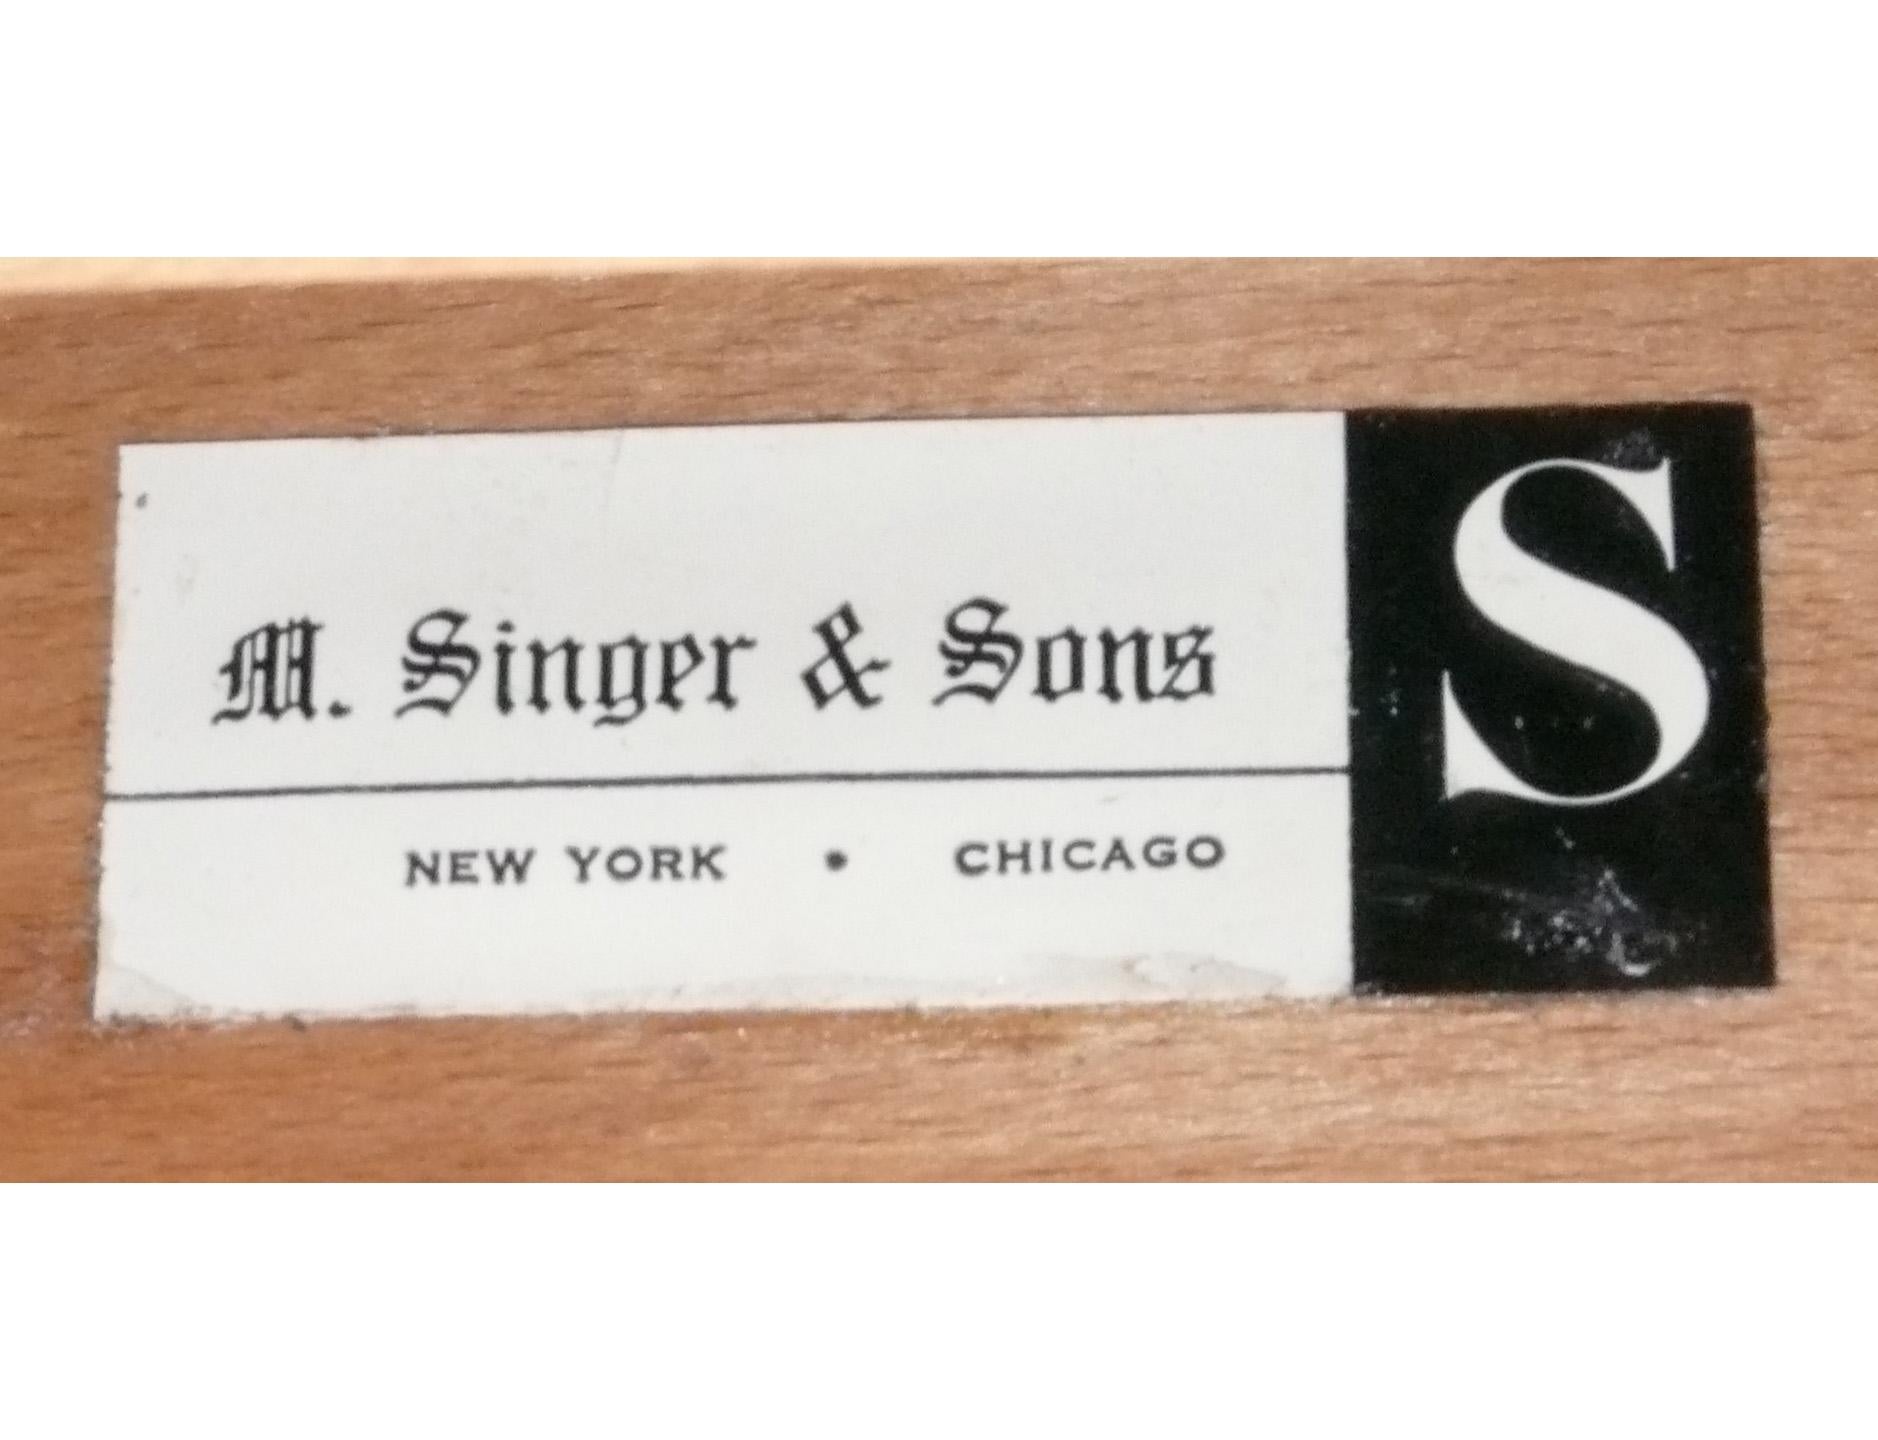 M. Singer & Sons
NEW YORK • CHICAGO
S